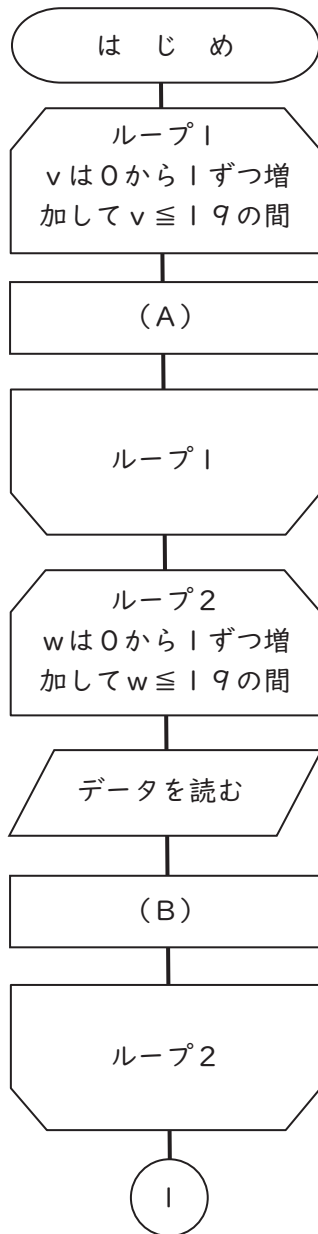 はじめ
ループ1
vは0から1ずつ増
加してv≦19の間
(A)
ループ1
ループ2
wは0から1ずつ増
加してw≦19の間
データを読む
(B)
ループ2
1